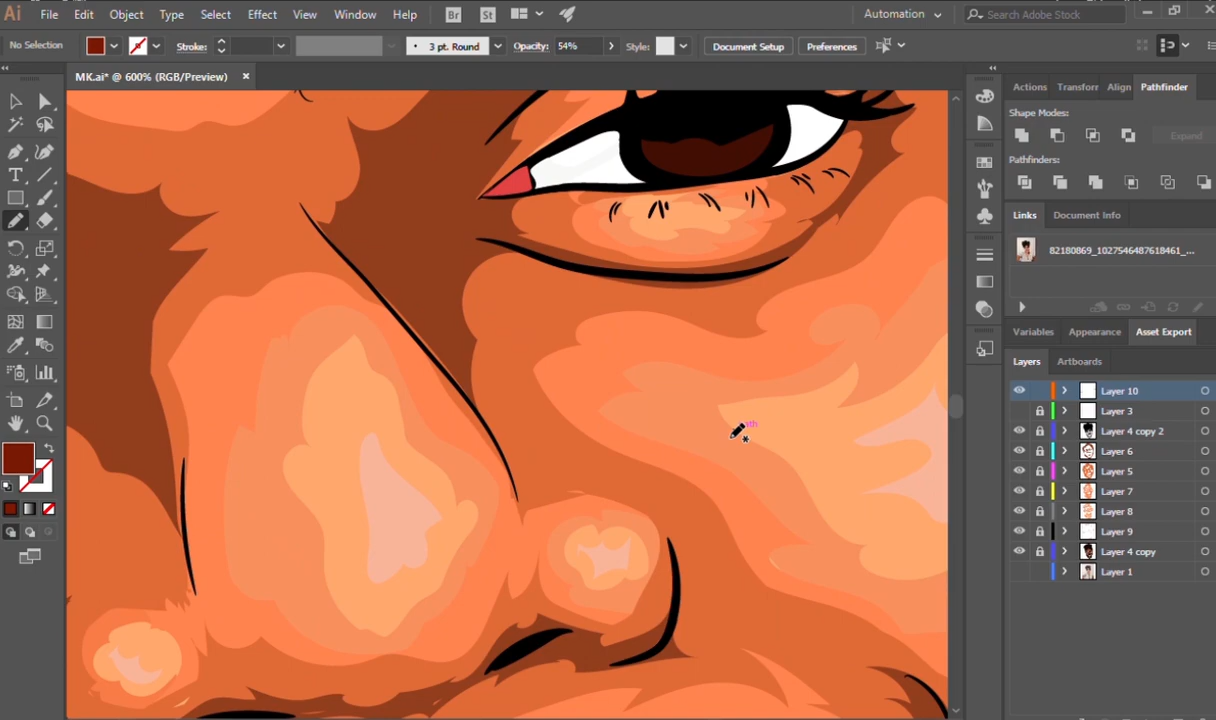 Ai File Edit Object Type Select Effect View Window Help Br St Automation Search Adobe Stock
No Selection Stroke: 3 pt. Round Opacity: 54% Style: Document Setup Preferences
MK.ai* @ 600% (RGB/Preview)
Actions Transforr Align Pathfinder
Shape Modes:
Expand
Pathfinders:
Links Document Info
82180869_1027546487618461_...
Variables Appearance Asset Export
Layers Artboards
Layer 10
Layer 3
Layer 4 copy 2
Layer 6
Layer 5
Layer 7
Layer 8
Layer 9
Layer 4 copy
Layer 1